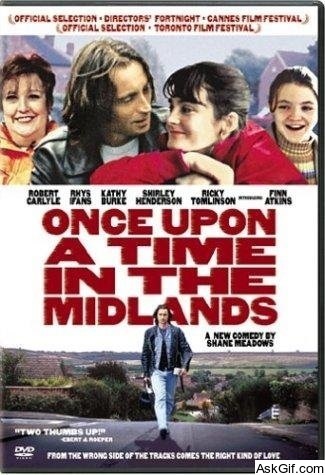 OFFICIAL SELECTION • DIRECTORS' FORTNIGHT • CANNES FILM FESTIVAL
OFFICIAL SELECTION • TORONTO FILM FESTIVAL
ROBERT CARLYLE RHYS IFANS KATHY BURKE SHIRLEY HENDERSON RICKY TOMLINSON INTRODUCING FINN ATKINS
ONCE UPON
A TIME
IN THE
MIDLANDS
A NEW COMEDY BY
SHANE MEADOWS
"TWO THUMBS UP!"
-EBERT & ROEPER
DVD
VIDEO
FROM THE WRONG SIDE OF THE TRACKS COMES THE RIGHT KIND OF LOVE
AskGif.com